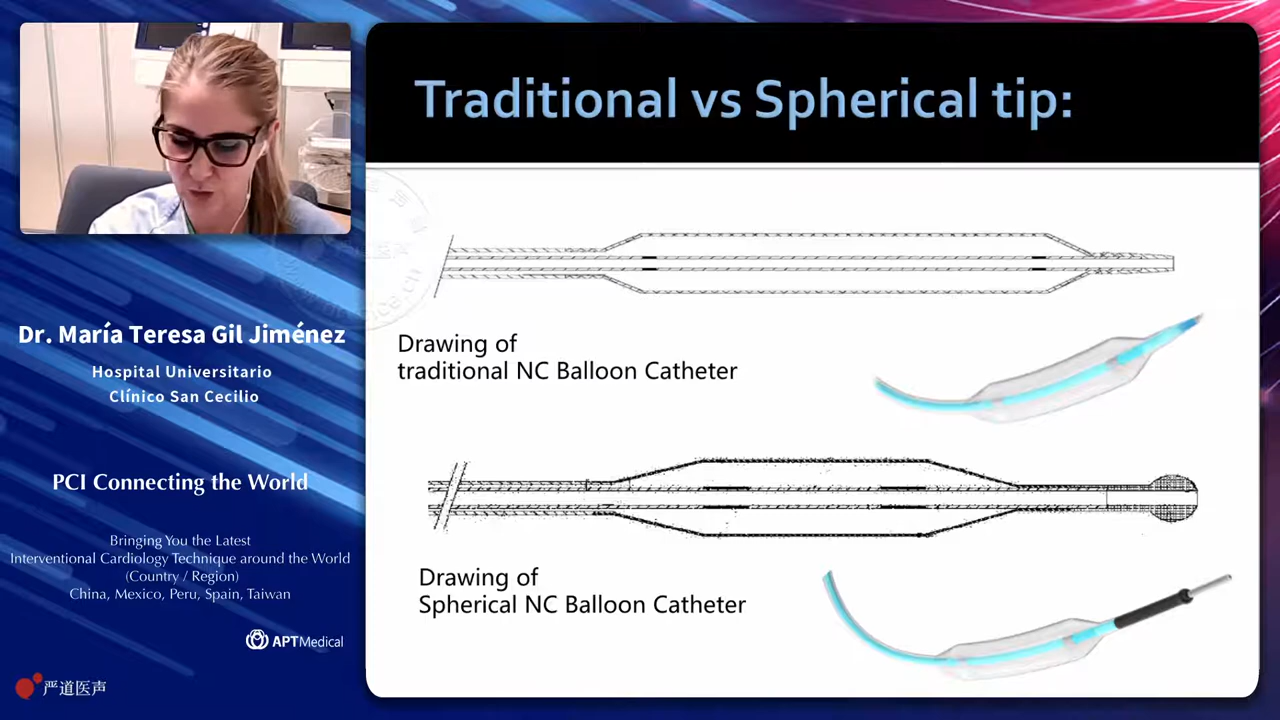 Traditional vs Spherical tip:
Drawing of
traditional NC Balloon Catheter
Drawing of
Spherical NC Balloon Catheter
Dr. María Teresa Gil Jiménez
Hospital Universitario
Clínico San Cecilio
PCI Connecting the World
Bringing You the Latest
Interventional Cardiology Technique around the World
(Country / Region)
China, Mexico, Peru, Spain, Taiwan
APTMedical
严道医声